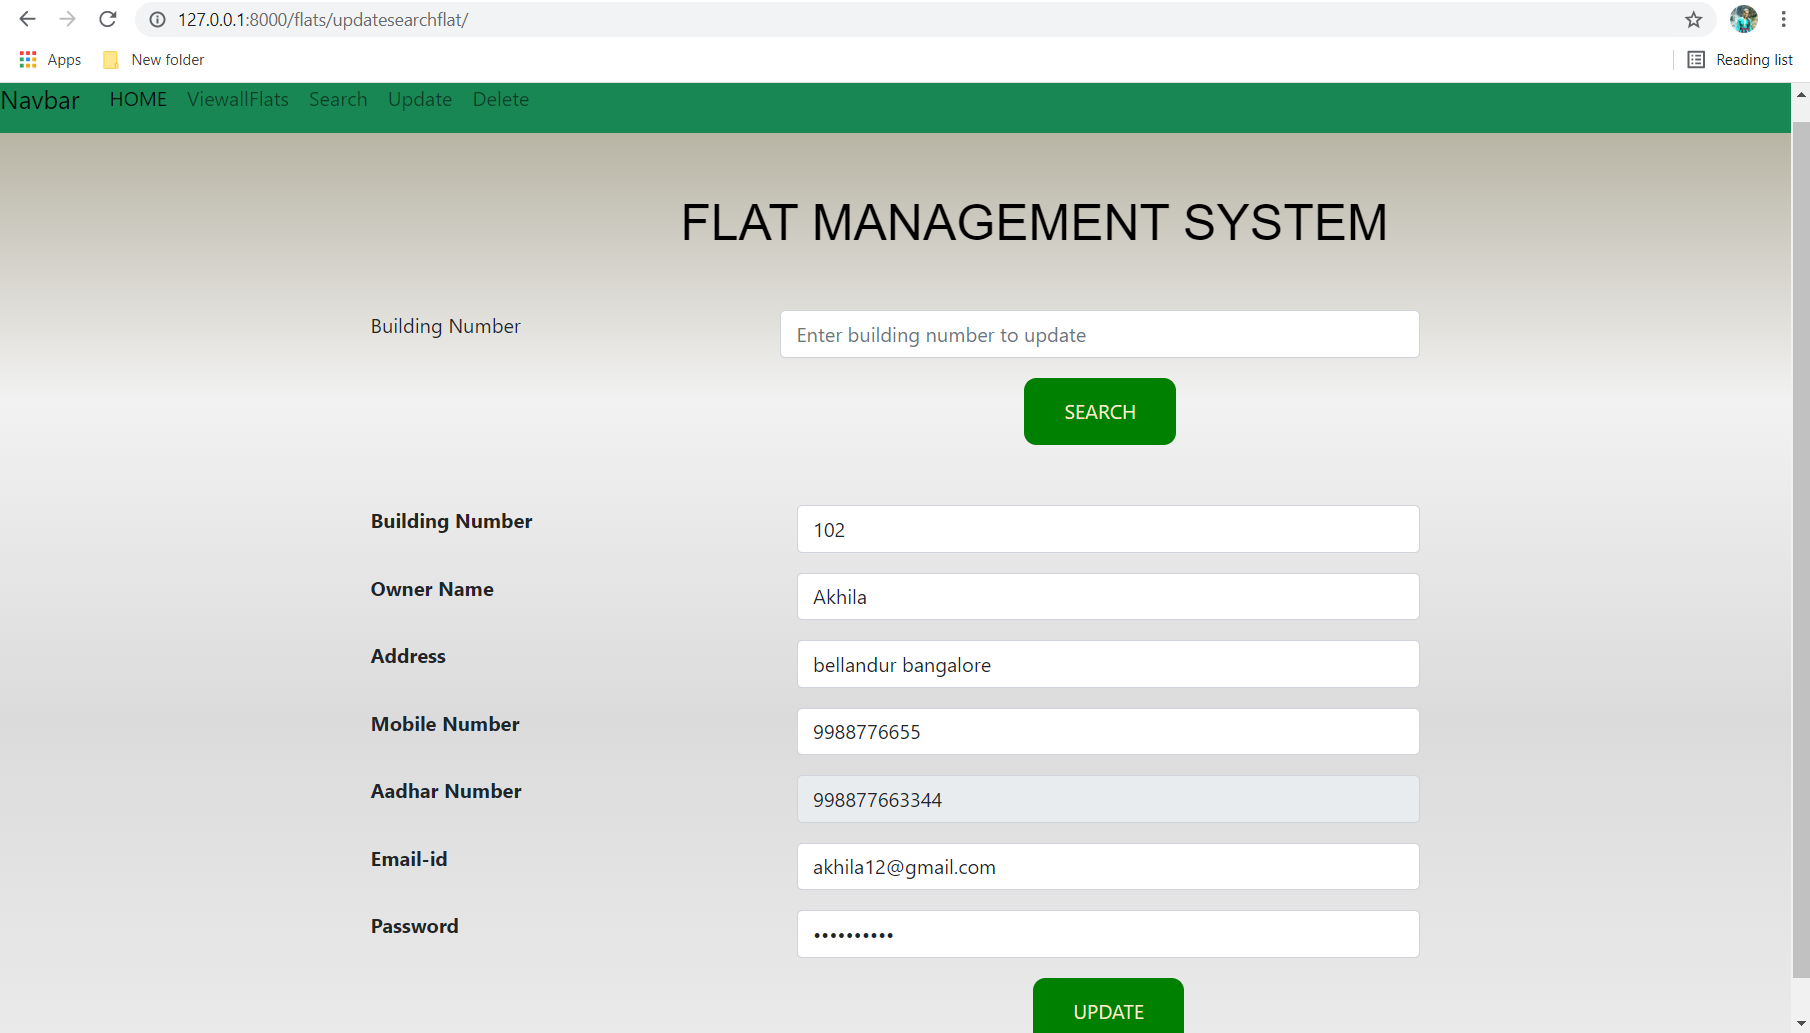 127.0.0.1:8000/flats/updatesearchflat/
Apps New folder Reading list
Navbar HOME ViewallFlats Search Update Delete
FLAT MANAGEMENT SYSTEM
Building Number Enter building number to update
SEARCH
Building Number 102
Owner Name Akhila
Address bellandur bangalore
Mobile Number 9988776655
Aadhar Number 998877663344
Email-id akhila12@gmail.com
Password ••••••••••
UPDATE